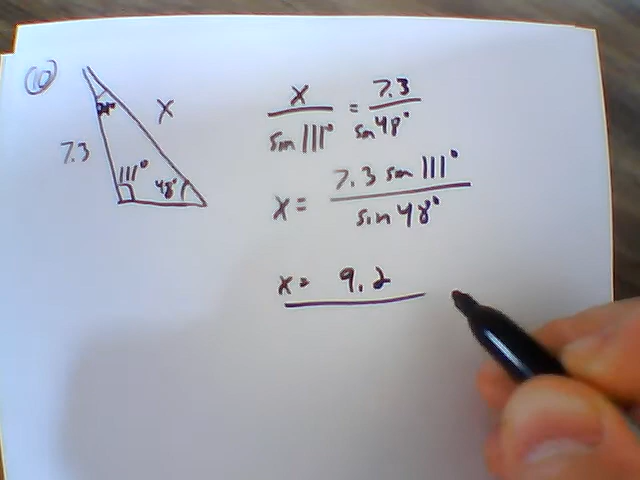 10
x
7.3
111°
48°
x / sin 111° = 7.3 / sin 48°
x = 7.3 sin 111° / sin 48°
x = 9.2